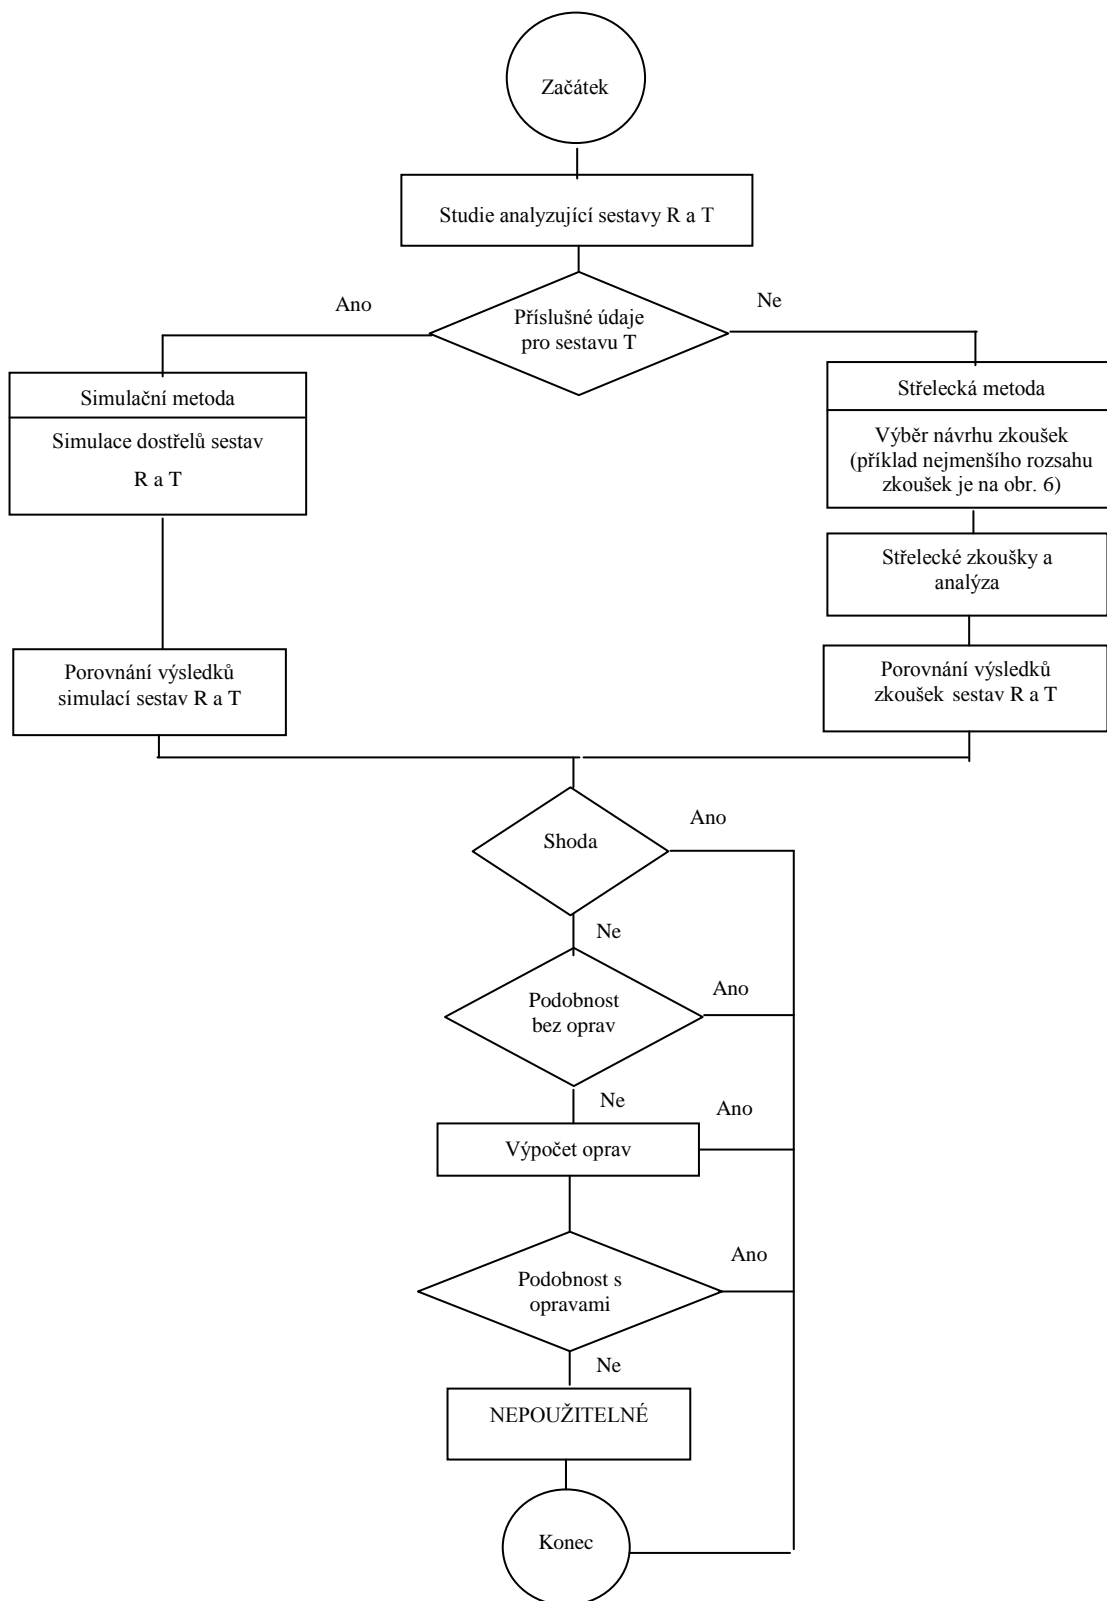 Začátek
Studie analyzující sestavy R a T
Ano
Ne
Příslušné údaje
pro sestavu T
Simulační metoda
Simulace dostřelů sestav
R a T
Střelecká metoda
Výběr návrhu zkoušek
(příklad nejmenšího rozsahu
zkoušek je na obr. 6)
Střelecké zkoušky a
analýza
Porovnání výsledků
simulací sestav R a T
Porovnání výsledků
zkoušek sestav R a T
Shoda
Ano
Ne
Podobnost
bez oprav
Ano
Ne
Ano
Výpočet oprav
Podobnost s
opravami
Ano
Ne
NEPOUŽITELNÉ
Konec